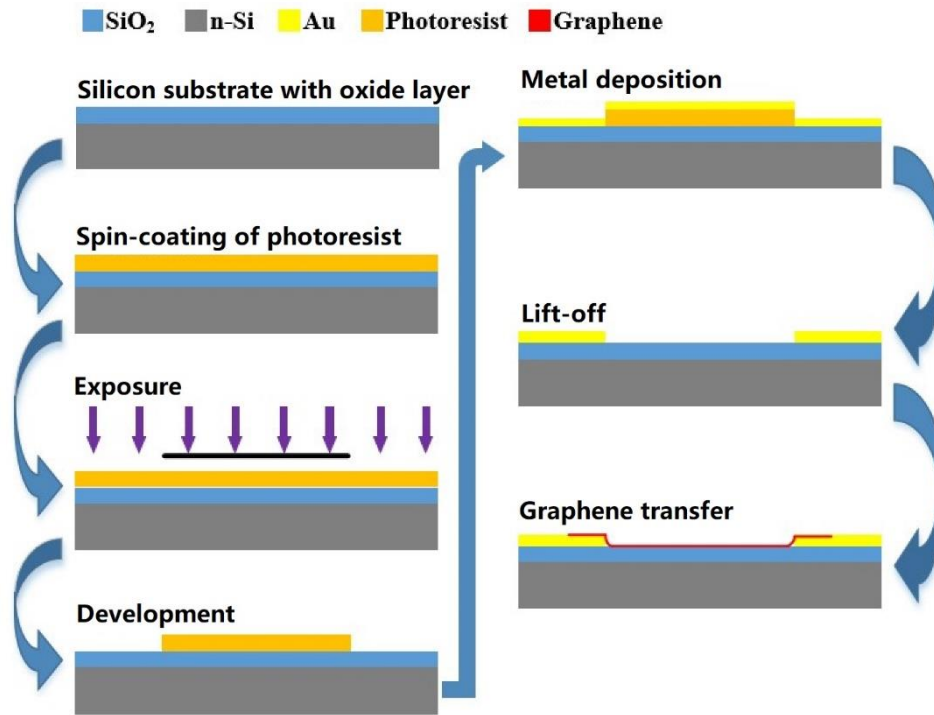 SiO₂ n-Si Au Photoresist Graphene
Silicon substrate with oxide layer
Spin-coating of photoresist
Exposure
Development
Metal deposition
Lift-off
Graphene transfer